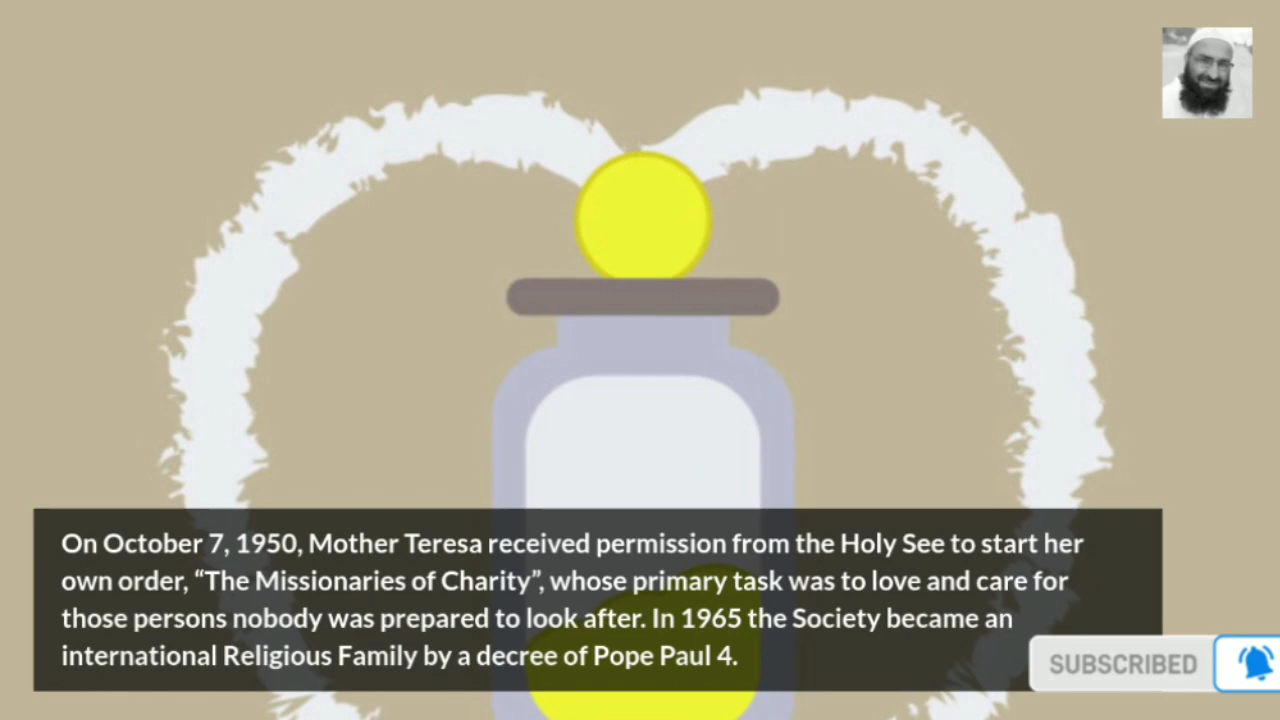 On October 7, 1950, Mother Teresa received permission from the Holy See to start her
own order, “The Missionaries of Charity”, whose primary task was to love and care for
those persons nobody was prepared to look after. In 1965 the Society became an
international Religious Family by a decree of Pope Paul 4.
SUBSCRIBED